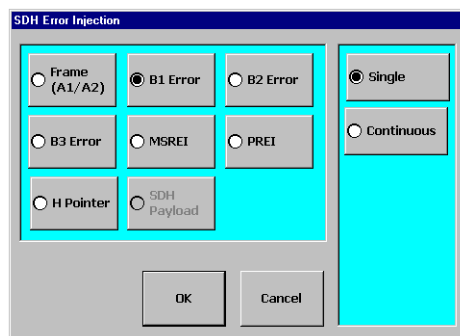 SDH Error Injection
Frame
(A1/A2)
B1 Error
B2 Error
Single
B3 Error
MSREI
PREI
Continuous
H Pointer
SDH
Payload
OK
Cancel